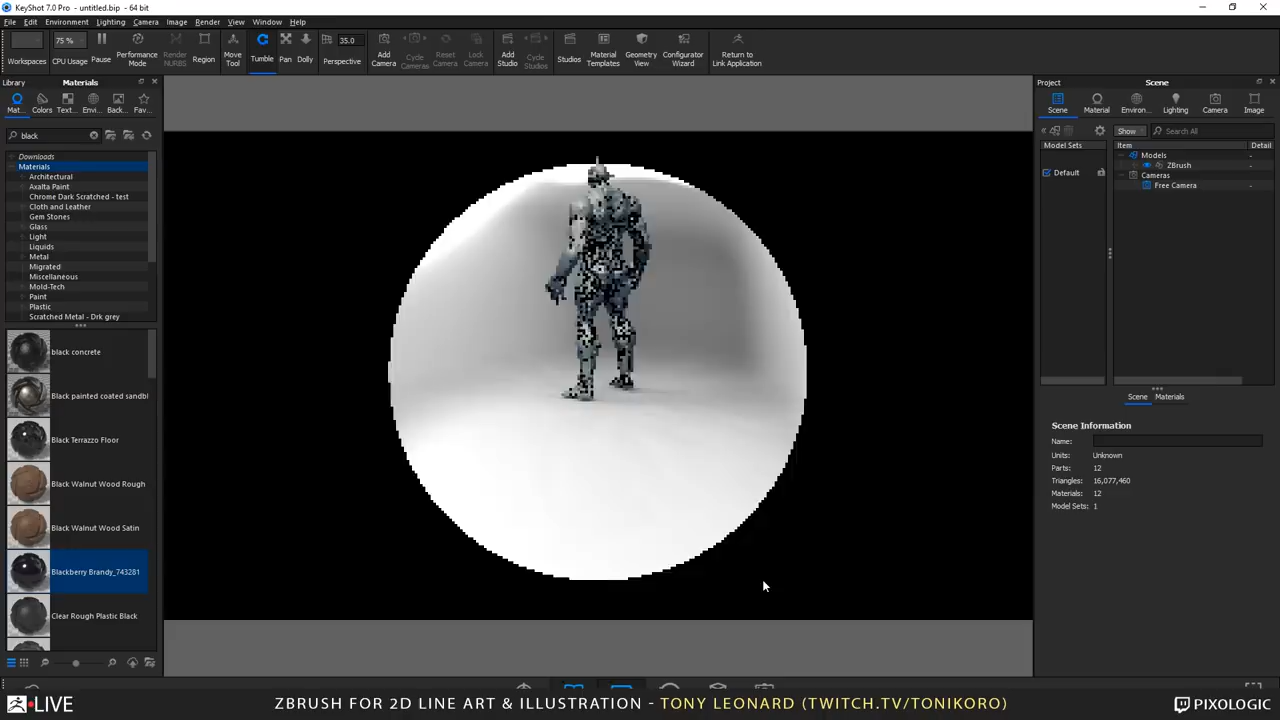 KeyShot 7.0 Pro - untitled.bip - 64 bit
File Edit Environment Lighting Camera Image Render View Window Help
75 % 35.0
Workspaces CPU Usage Pause Performance Mode Render NURBS Region Move Tool Tumble Pan Dolly Perspective Add Camera Cycle Cameras Reset Camera Lock Camera Add Studio Cycle Studios Studios Material Templates Geometry View Configurator Wizard Return to Link Application
Library Materials
Mat... Colors Text... Envi... Back... Fav...
black
Downloads
Materials
Architectural
Axalta Paint
Chrome Dark Scratched - test
Cloth and Leather
Gem Stones
Glass
Light
Liquids
Metal
Migrated
Miscellaneous
Mold-Tech
Paint
Plastic
Scratched Metal - Drk grey
black concrete
Black painted coated sandbl
Black Terrazzo Floor
Black Walnut Wood Rough
Black Walnut Wood Satin
Blackberry Brandy_743281
Clear Rough Plastic Black
Project Scene
Scene Material Environ... Lighting Camera Image
Show Search All
Model Sets Item Detail
Default
Models -
ZBrush -
Cameras -
Free Camera -
Scene Materials
Scene Information
Name:
Units: Unknown
Parts: 12
Triangles: 16,077,460
Materials: 12
Model Sets: 1
LIVE ZBRUSH FOR 2D LINE ART & ILLUSTRATION - TONY LEONARD (TWITCH.TV/TONIKORO) PIXOLOGIC